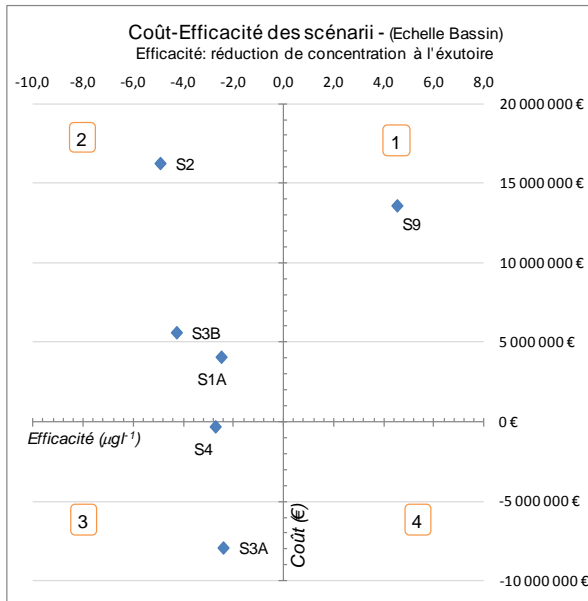 Coût-Efficacité des scénarii - (Echelle Bassin)
Efficacité: réduction de concentration à l'éxutoire
-10,0 -8,0 -6,0 -4,0 -2,0 0,0 2,0 4,0 6,0 8,0
20 000 000 €
2
1
S2
15 000 000 €
S9
10 000 000 €
S3B
5 000 000 €
S1A
0 €
Efficacité (µgl⁻¹)
S4
-5 000 000 €
3
4
Coût (€)
S3A
-10 000 000 €